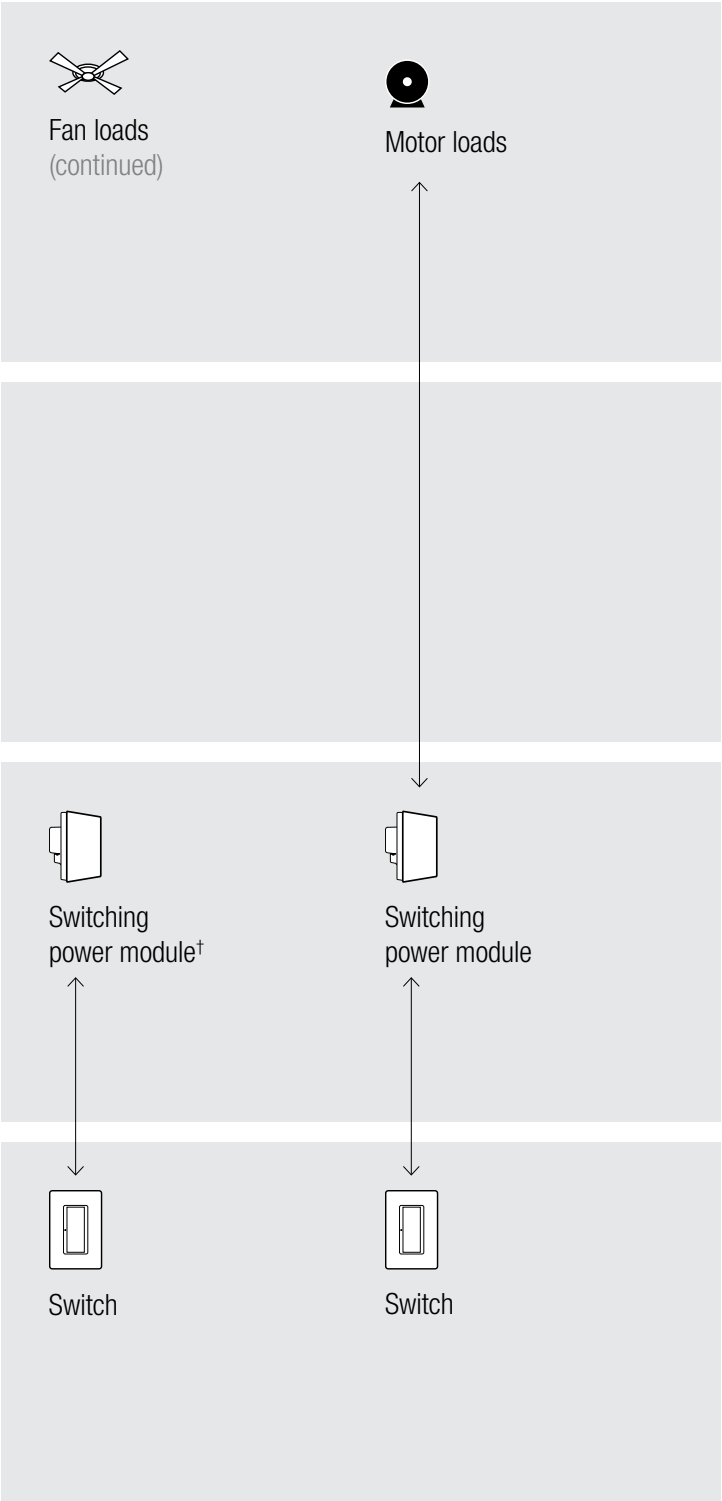 Fan loads
(continued)
Motor loads
Switching
power module†
Switching
power module
Switch
Switch